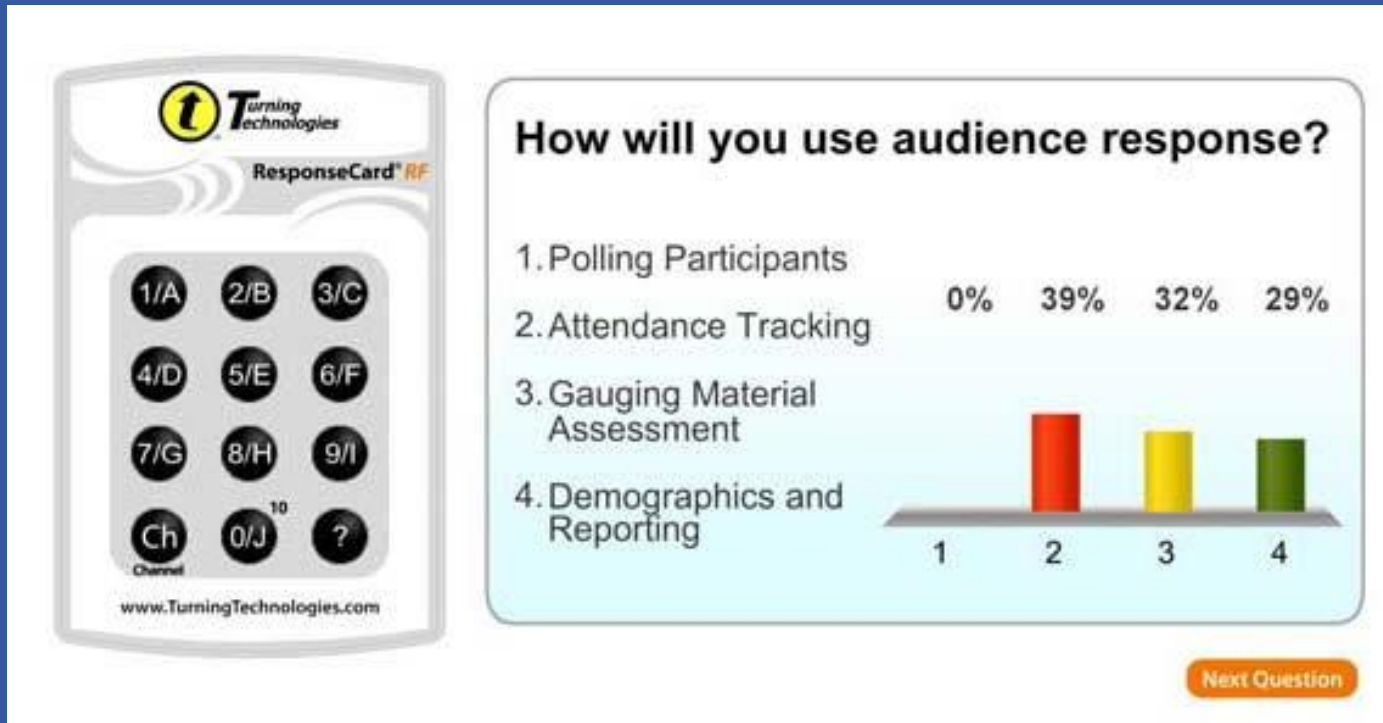 t Turning
Technologies
ResponseCard® RF
1/A 2/B 3/C
4/D 5/E 6/F
7/G 8/H 9/I
10
Ch 0/J ?
Channel
www.TurningTechnologies.com
How will you use audience response?
1. Polling Participants
2. Attendance Tracking
3. Gauging Material
Assessment
4. Demographics and
Reporting
0% 39% 32% 29%
1 2 3 4
Next Question